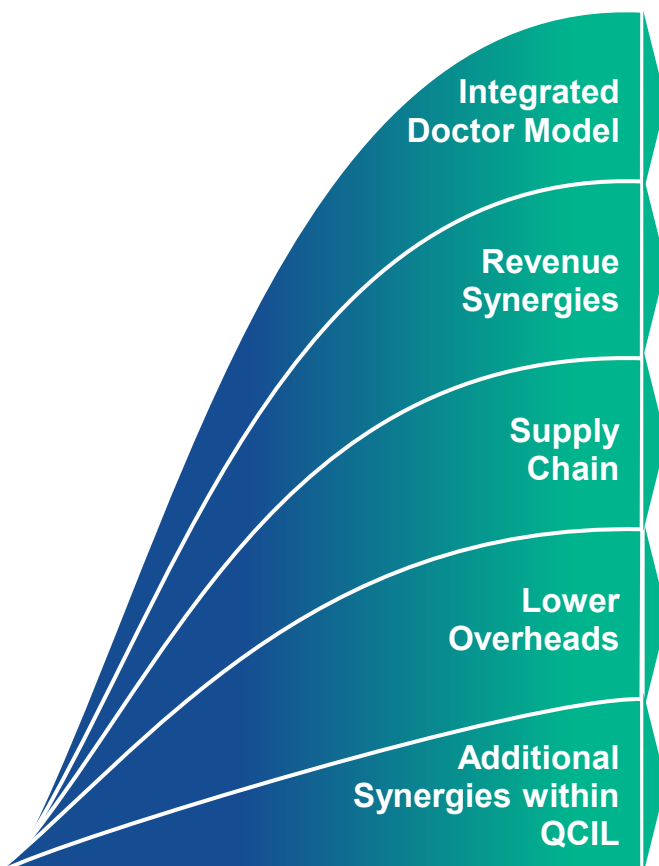 Integrated
Doctor Model
Revenue
Synergies
Supply
Chain
Lower
Overheads
Additional
Synergies within
QCIL